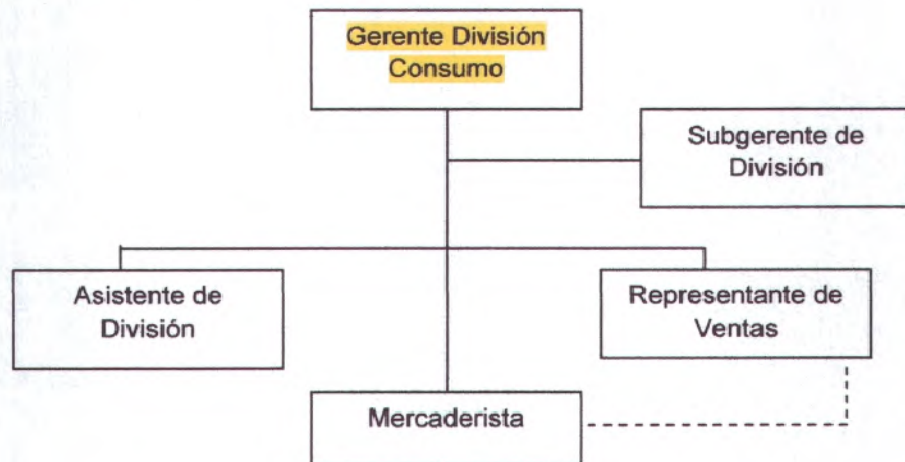 Gerente División
Consumo
Subgerente de
División
Asistente de
División
Representante de
Ventas
Mercaderista